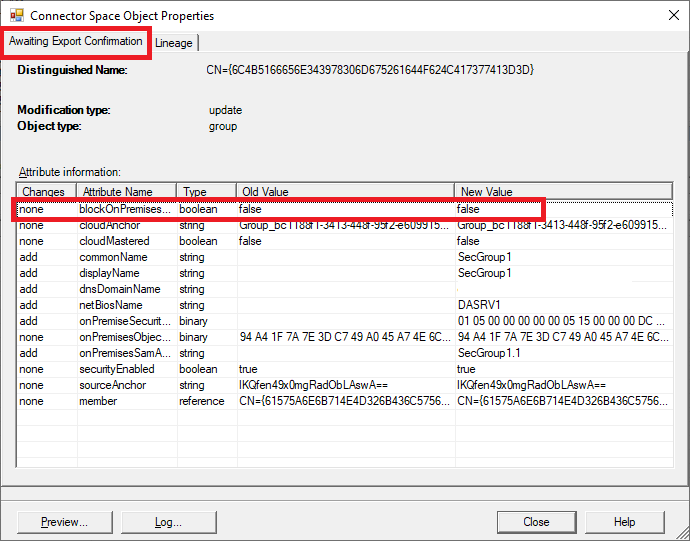 Connector Space Object Properties
Awaiting Export Confirmation Lineage
Distinguished Name: CN={6C4B5166656E343978306D675261644F624C417377413D3D}
Modification type: update
Object type: group
Attribute information:
Changes Attribute Name Type Old Value New Value
none blockOnPremises... boolean false false
none cloudAnchor string Group_bc1188f1-3413-448f-95f2-e609915... Group_bc1188f1-3413-448f-95f2-e609915...
none cloudMastered boolean false false
add commonName string SecGroup1
add displayName string SecGroup1
add dnsDomainName string
add netBiosName string DASRV1
add onPremiseSecurit... binary 01 05 00 00 00 00 00 05 15 00 00 00 DC ...
none onPremisesObjec... binary 94 A4 1F 7A 7E 3D C7 49 A0 45 A7 4E 6C... 94 A4 1F 7A 7E 3D C7 49 A0 45 A7 4E 6C...
add onPremisesSamA... string SecGroup1.1
none securityEnabled boolean true true
none sourceAnchor string lKQfen49x0mgRadObLAswA== lKQfen49x0mgRadObLAswA==
none member reference CN={61575A6E6B714E4D326B436C5756... CN={61575A6E6B714E4D326B436C5756...
Preview... Log... Close Help